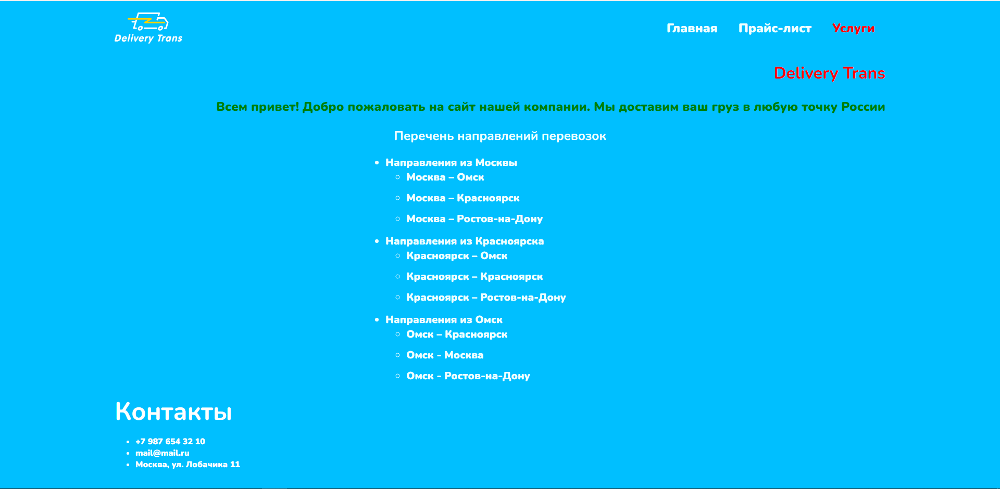 Delivery Trans
Главная Прайс-лист Услуги
Delivery Trans
Всем привет! Добро пожаловать на сайт нашей компании. Мы доставим ваш груз в любую точку России
Перечень направлений перевозок
Направления из Москвы
Москва – Омск
Москва – Красноярск
Москва – Ростов-на-Дону
Направления из Красноярска
Красноярск – Омск
Красноярск – Красноярск
Красноярск – Ростов-на-Дону
Направления из Омск
Омск – Красноярск
Омск - Москва
Омск - Ростов-на-Дону
Контакты
+7 987 654 32 10
mail@mail.ru
Москва, ул. Лобачика 11